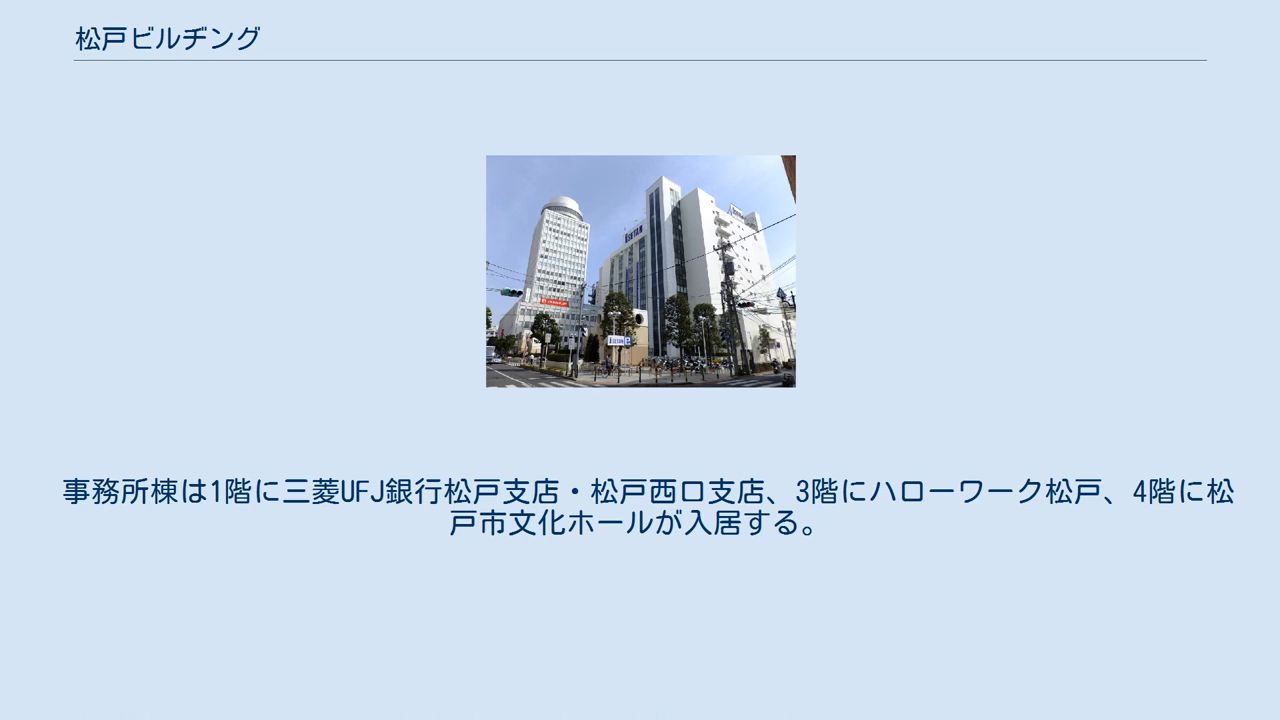 松戸ビルヂング
ISETAN
ISETAN P
事務所棟は1階に三菱UFJ銀行松戸支店・松戸西口支店、3階にハローワーク松戸、4階に松
戸市文化ホールが入居する。